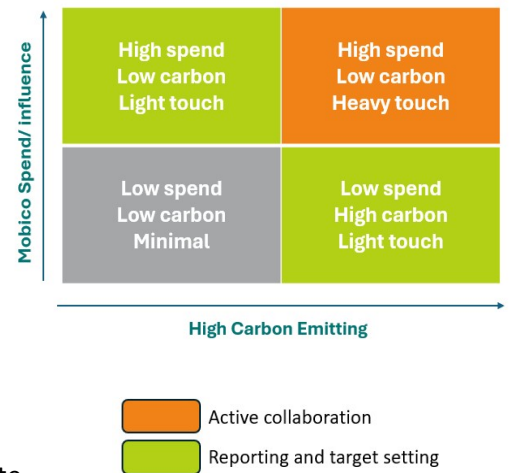 Mobico Spend/ influence
High spend
Low carbon
Light touch
High spend
Low carbon
Heavy touch
Low spend
Low carbon
Minimal
Low spend
High carbon
Light touch
High Carbon Emitting
Active collaboration
Reporting and target setting